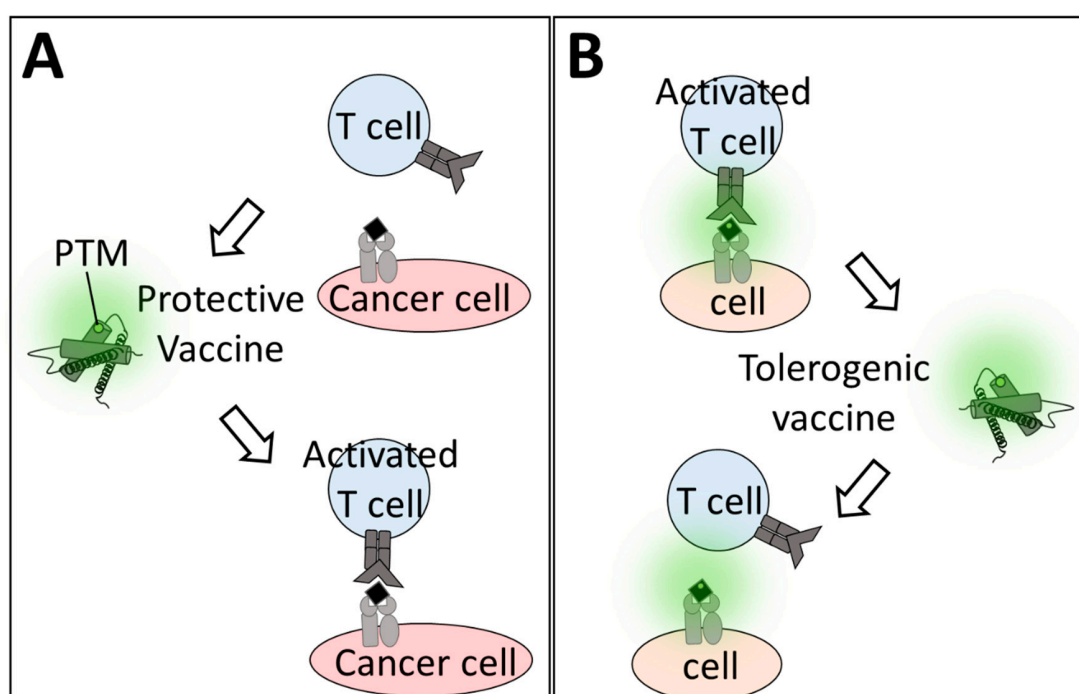 A
T cell
PTM
Protective
Vaccine
Cancer cell
Activated
T cell
Cancer cell
B
Activated
T cell
cell
Tolerogenic
vaccine
T cell
cell